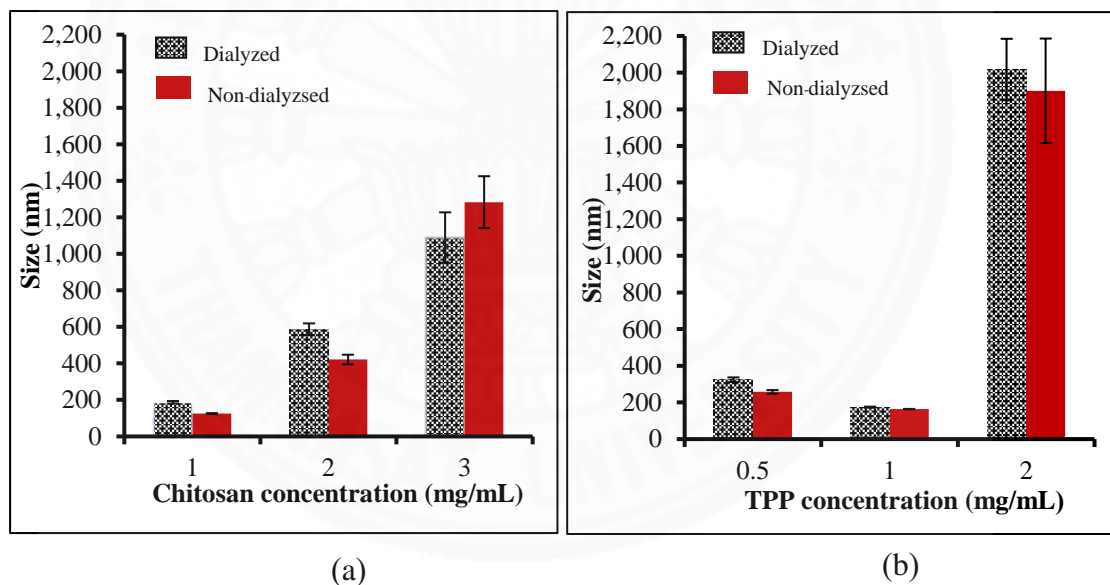 2,200
2,000
1,800
1,600
1,400
1,200
1,000
800
600
400
200
0
Size (nm)
Dialyzed
Non-dialyzsed
1 2 3
Chitosan concentration (mg/mL)
(a)
2,200
2,000
1,800
1,600
1,400
1,200
1,000
800
600
400
200
0
Size (nm)
Dialyzed
Non-dialyzsed
0.5 1 2
TPP concentration (mg/mL)
(b)